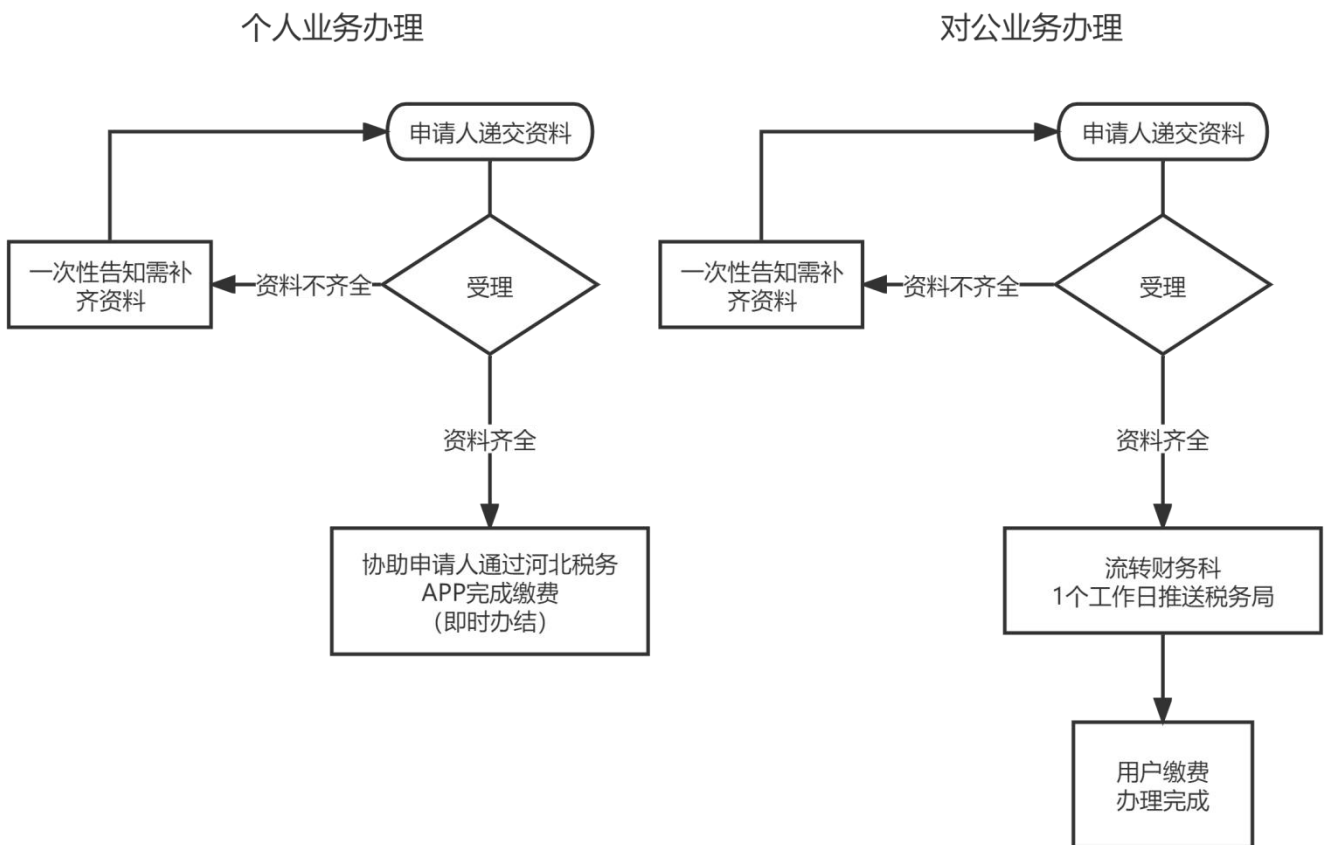 个人业务办理
申请人递交资料
一次性告知需补
齐资料
资料不齐全
受理
资料齐全
协助申请人通过河北税务
APP完成缴费
（即时办结）
对公业务办理
申请人递交资料
一次性告知需补
齐资料
资料不齐全
受理
资料齐全
流转财务科
1个工作日推送税务局
用户缴费
办理完成